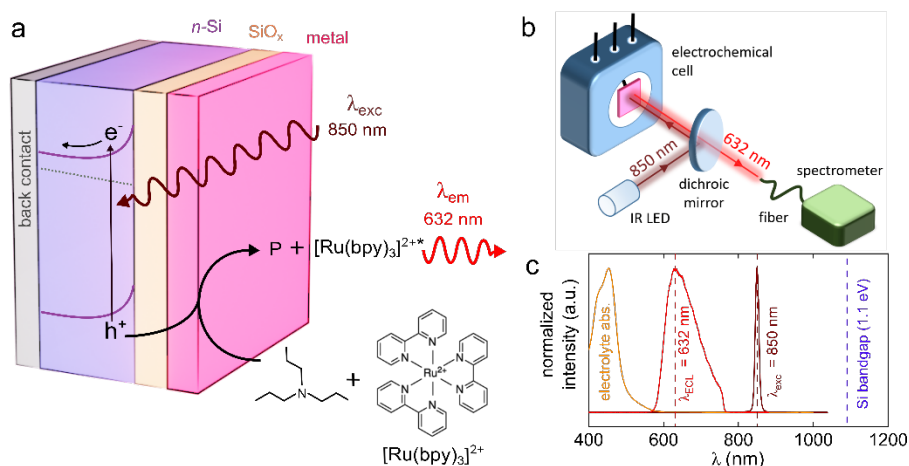 a
n-Si
SiOₓ
metal
back contact
e⁻
h⁺
λexc
850 nm
λem
632 nm
P + [Ru(bpy)₃]²⁺*
N
+
N
N
N
Ru²⁺
N
N
N
N
[Ru(bpy)₃]²⁺
b
electrochemical
cell
850 nm
632 nm
IR LED
dichroic
mirror
fiber
spectrometer
c
normalized
intensity (a.u.)
electrolyte abs.
λECL = 632 nm
λexc = 850 nm
Si bandgap (1.1 eV)
400 600 800 1000 1200
λ (nm)